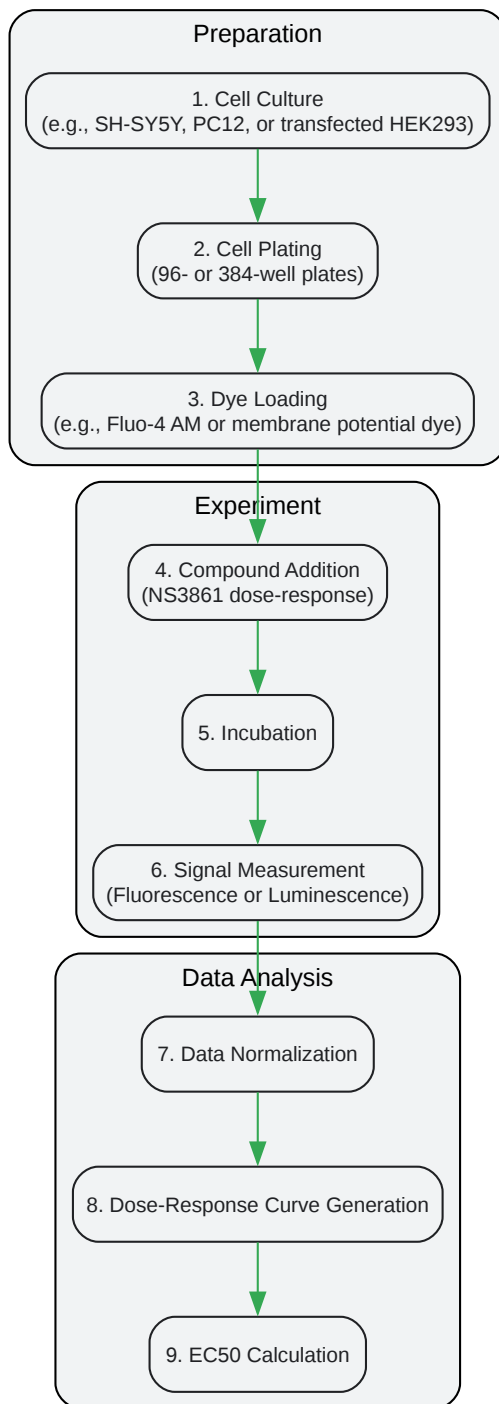 Preparation
1. Cell Culture
(e.g., SH-SY5Y, PC12, or transfected HEK293)
2. Cell Plating
(96- or 384-well plates)
3. Dye Loading
(e.g., Fluo-4 AM or membrane potential dye)
Experiment
4. Compound Addition
(NS3861 dose-response)
5. Incubation
6. Signal Measurement
(Fluorescence or Luminescence)
Data Analysis
7. Data Normalization
8. Dose-Response Curve Generation
9. EC50 Calculation